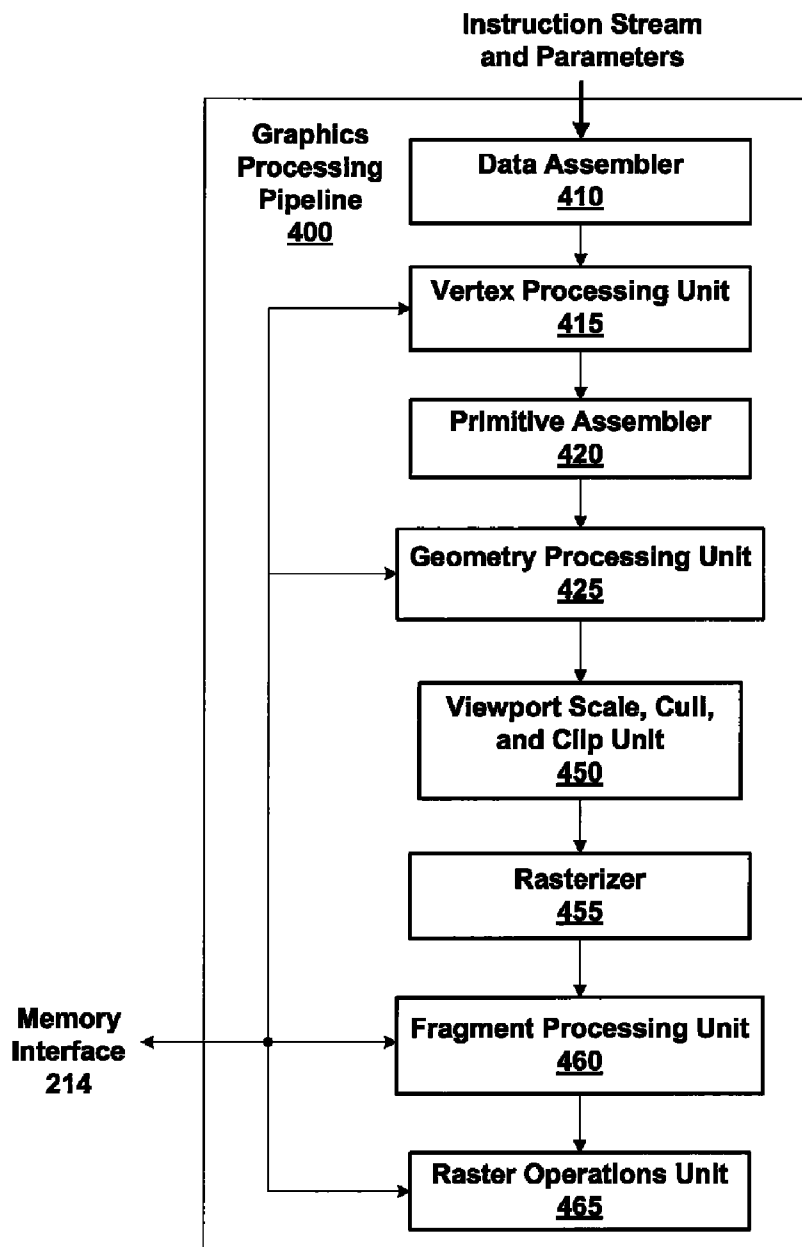 Instruction Stream
and Parameters
Graphics
Processing
Pipeline
400
Data Assembler
410
Vertex Processing Unit
415
Primitive Assembler
420
Geometry Processing Unit
425
Viewport Scale, Cull,
and Clip Unit
450
Rasterizer
455
Memory
Interface
214
Fragment Processing Unit
460
Raster Operations Unit
465